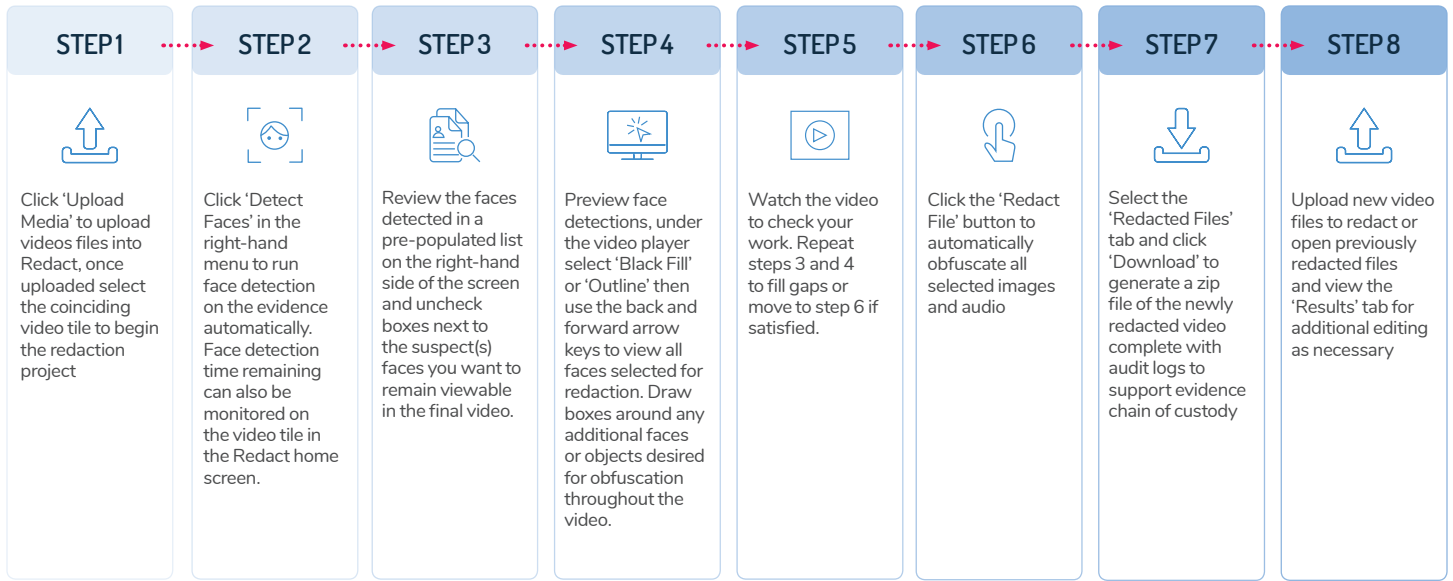 STEP 1
Click ‘Upload
Media’ to upload
videos files into
Redact, once
uploaded select
the coinciding
video tile to begin
the redaction
project
STEP 2
Click ‘Detect
Faces’ in the
right-hand
menu to run
face detection
on the evidence
automatically.
Face detection
time remaining
can also be
monitored on
the video tile in
the Redact home
screen.
STEP 3
Review the faces
detected in a
pre-populated list
on the right-hand
side of the screen
and uncheck
boxes next to
the suspect(s)
faces you want to
remain viewable
in the final video.
STEP 4
Preview face
detections, under
the video player
select ‘Black Fill’
or ‘Outline’ then
use the back and
forward arrow
keys to view all
faces selected for
redaction. Draw
boxes around any
additional faces
or objects desired
for obfuscation
throughout the
video.
STEP 5
Watch the video
to check your
work. Repeat
steps 3 and 4
to fill gaps or
move to step 6 if
satisfied.
STEP 6
Click the ‘Redact
File’ button to
automatically
obfuscate all
selected images
and audio
STEP 7
Select the
‘Redacted Files’
tab and click
‘Download’ to
generate a zip
file of the newly
redacted video
complete with
audit logs to
support evidence
chain of custody
STEP 8
Upload new video
files to redact or
open previously
redacted files
and view the
‘Results’ tab for
additional editing
as necessary